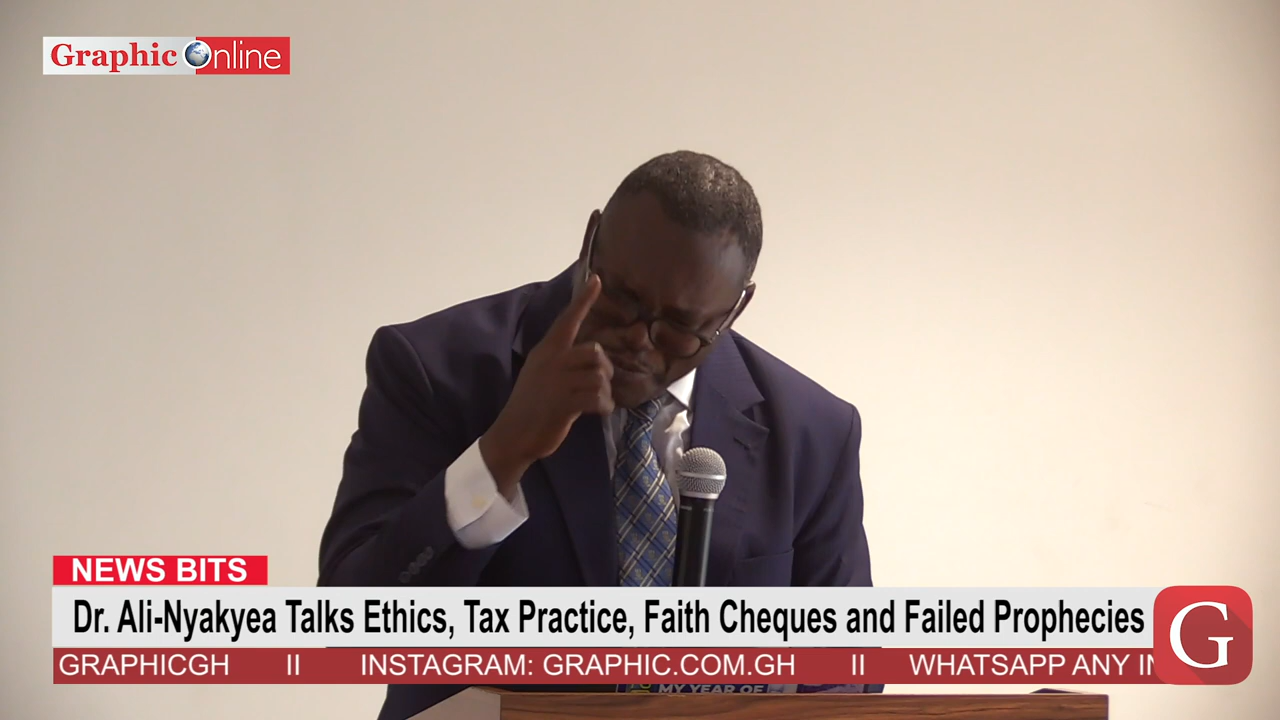 Graphic Online
NEWS BITS
Dr. Ali-Nyakyea Talks Ethics, Tax Practice, Faith Cheques and Failed Prophecies
G
GRAPHICGH II INSTAGRAM: GRAPHIC.COM.GH II WHATSAPP ANY
MY YEAR OF